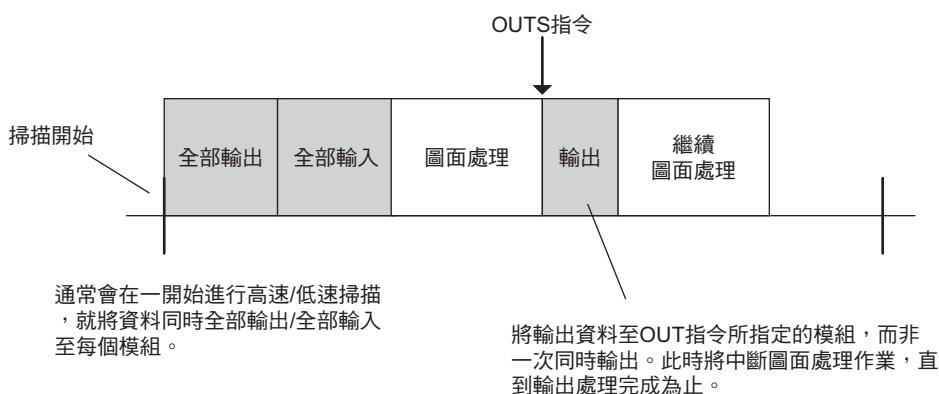 OUTS指令
掃描開始
全部輸出
全部輸入
圖面處理
輸出
繼續
圖面處理
通常會在一開始進行高速/低速掃描
，就將資料同時全部輸出/全部輸入
至每個模組。
將輸出資料至OUT指令所指定的模組，而非
一次同時輸出。此時將中斷圖面處理作業，直
到輸出處理完成為止。